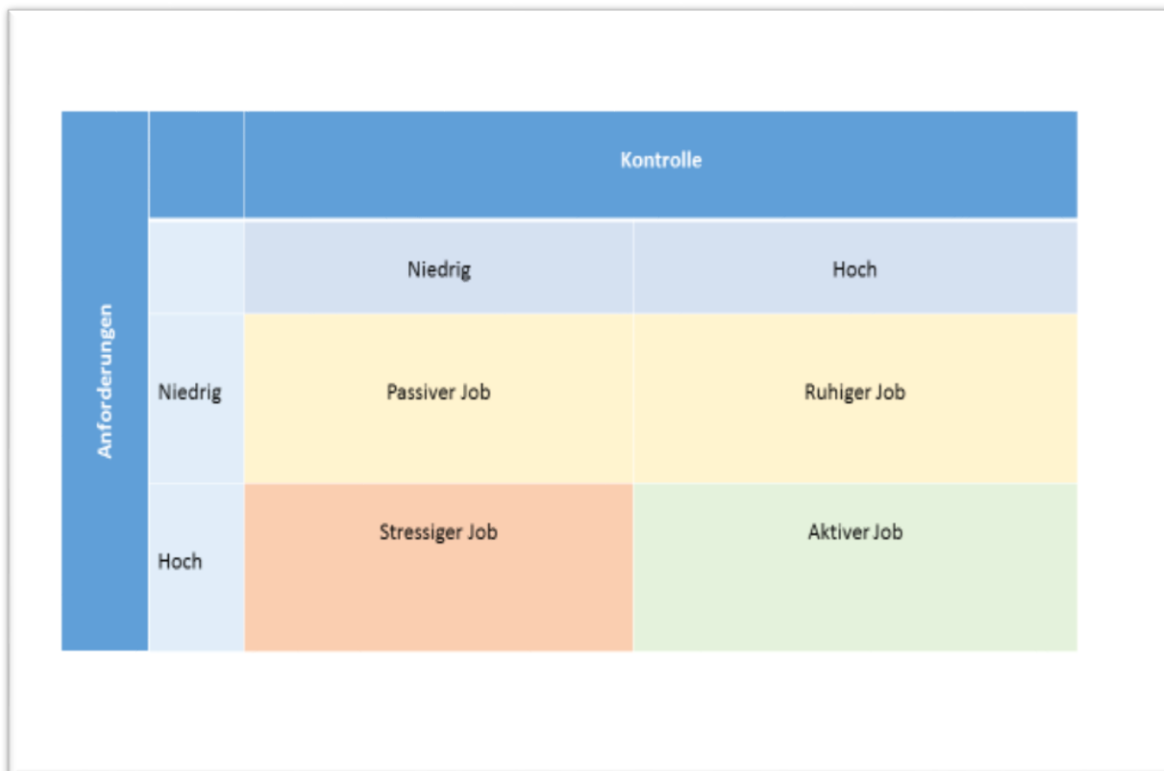 Kontrolle
Anforderungen
Niedrig Hoch
Niedrig Passiver Job Ruhiger Job
Hoch Stressiger Job Aktiver Job